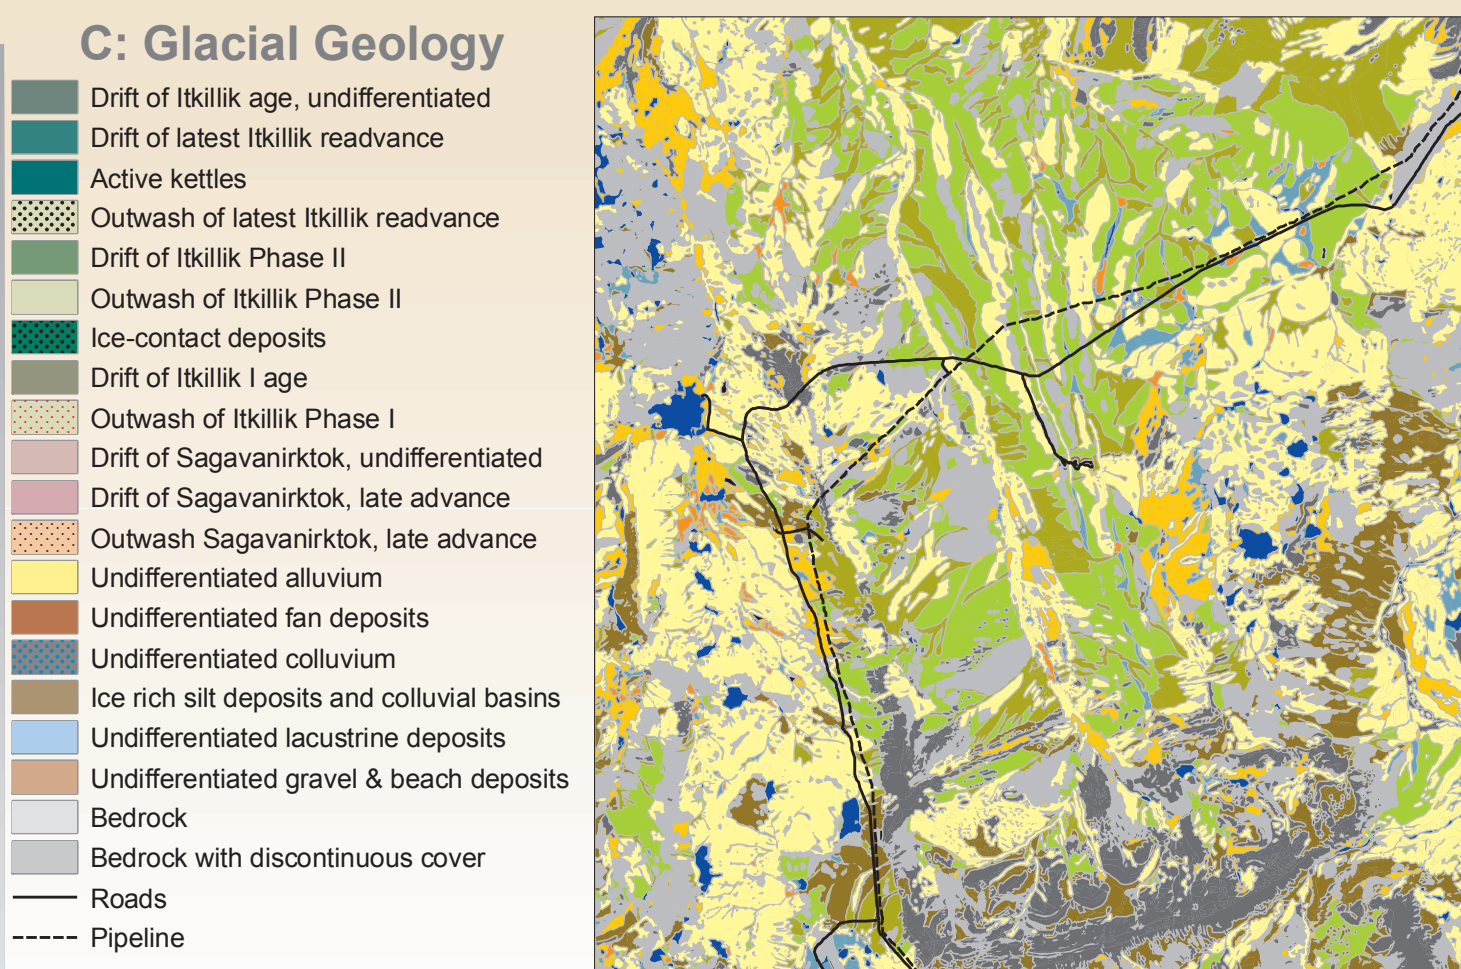 C: Glacial Geology
Drift of Itkillik age, undifferentiated
Drift of latest Itkillik readvance
Active kettles
Outwash of latest Itkillik readvance
Drift of Itkillik Phase II
Outwash of Itkillik Phase II
Ice-contact deposits
Drift of Itkillik I age
Outwash of Itkillik Phase I
Drift of Sagavanirktok, undifferentiated
Drift of Sagavanirktok, late advance
Outwash Sagavanirktok, late advance
Undifferentiated alluvium
Undifferentiated fan deposits
Undifferentiated colluvium
Ice rich silt deposits and colluvial basins
Undifferentiated lacustrine deposits
Undifferentiated gravel & beach deposits
Bedrock
Bedrock with discontinuous cover
Roads
Pipeline